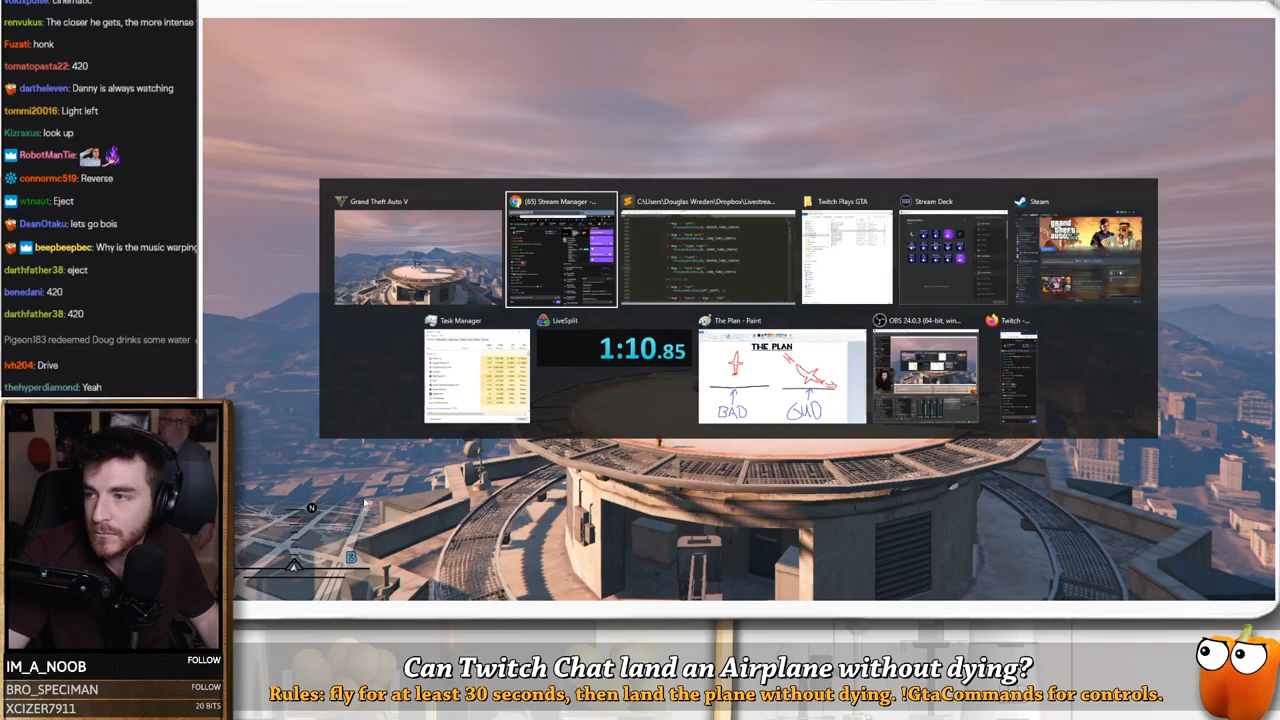 voidxpulse: cinematic
renvukus: The closer he gets, the more intense
Fuzati: honk
tomatopasta22: 420
dartheleven: Danny is always watching
tommi20016: Light left
Kizraxus: look up
RobotManTie:
connormc519: Reverse
wtnaut: Eject
DeanOtaku: lets go bois
beepbeepbec: Why is the music warping
darthfather38: eject
benedani: 420
darthfather38: 420
Pigeon183 redeemed Doug drinks some water
lvh204: Drive
thehyperdiamond: Yeah
Grand Theft Auto V
(65) Stream Manager -...
C:\Users\Douglas Wreden\Dropbox\Livestrea...
Twitch Plays GTA
Stream Deck
Steam
Task Manager
LiveSplit
1:10.85
The Plan - Paint
THE PLAN
BAD
GUD
OBS 24.0.3 (64-bit, win...
Twitch -...
N
B
IM_A_NOOB FOLLOW
BRO_SPECIMAN FOLLOW
XCIZER7911 20 BITS
Can Twitch Chat land an Airplane without dying?
Rules: fly for at least 30 seconds, then land the plane without dying. !GtaCommands for controls.